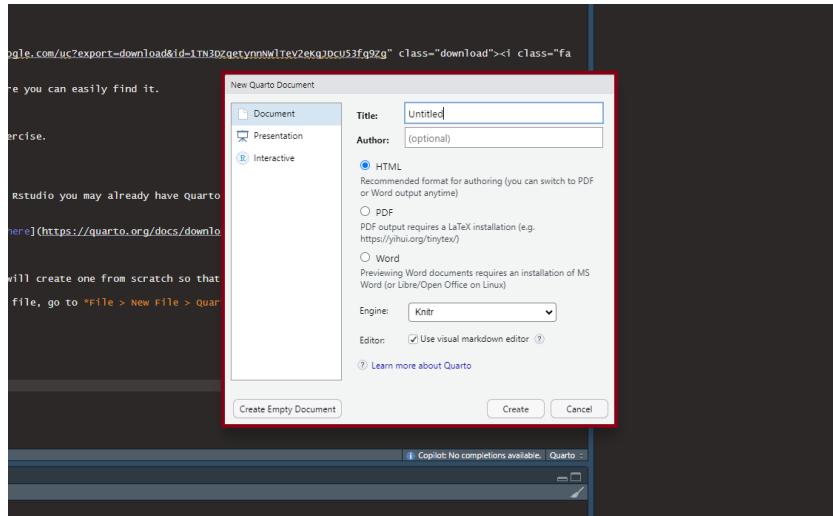 ogle.com/uc?export=download&id=1TN3DZqetynnNWlTeV2eKqJDcU53fq9Zg" class="download"><i class="fa
re you can easily find it.
ercise.
Rstudio you may already have Quarto
here](https://quarto.org/docs/downlo
will create one from scratch so that
file, go to *File > New File > Quar
New Quarto Document
Document
Presentation
Interactive
Title:
Untitled
Author:
(optional)
HTML
Recommended format for authoring (you can switch to PDF
or Word output anytime)
PDF
PDF output requires a LaTeX installation (e.g.
https://yihui.org/tinytex/)
Word
Previewing Word documents requires an installation of MS
Word (or Libre/Open Office on Linux)
Engine:
Knitr
Editor:
Use visual markdown editor
Learn more about Quarto
Create Empty Document
Create
Cancel
Copilot: No completions available.
Quarto